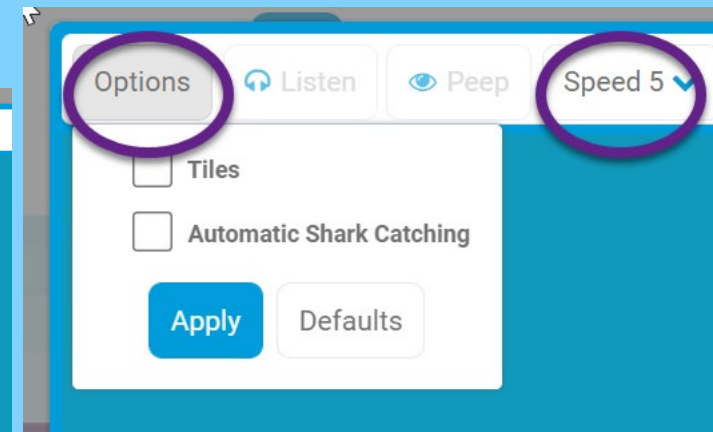 Options Listen Peep Speed 5
Tiles
Automatic Shark Catching
Apply Defaults